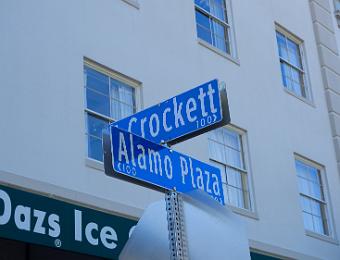 Crockett
100>
Alamo Plaza
<100
Dazs Ice
®